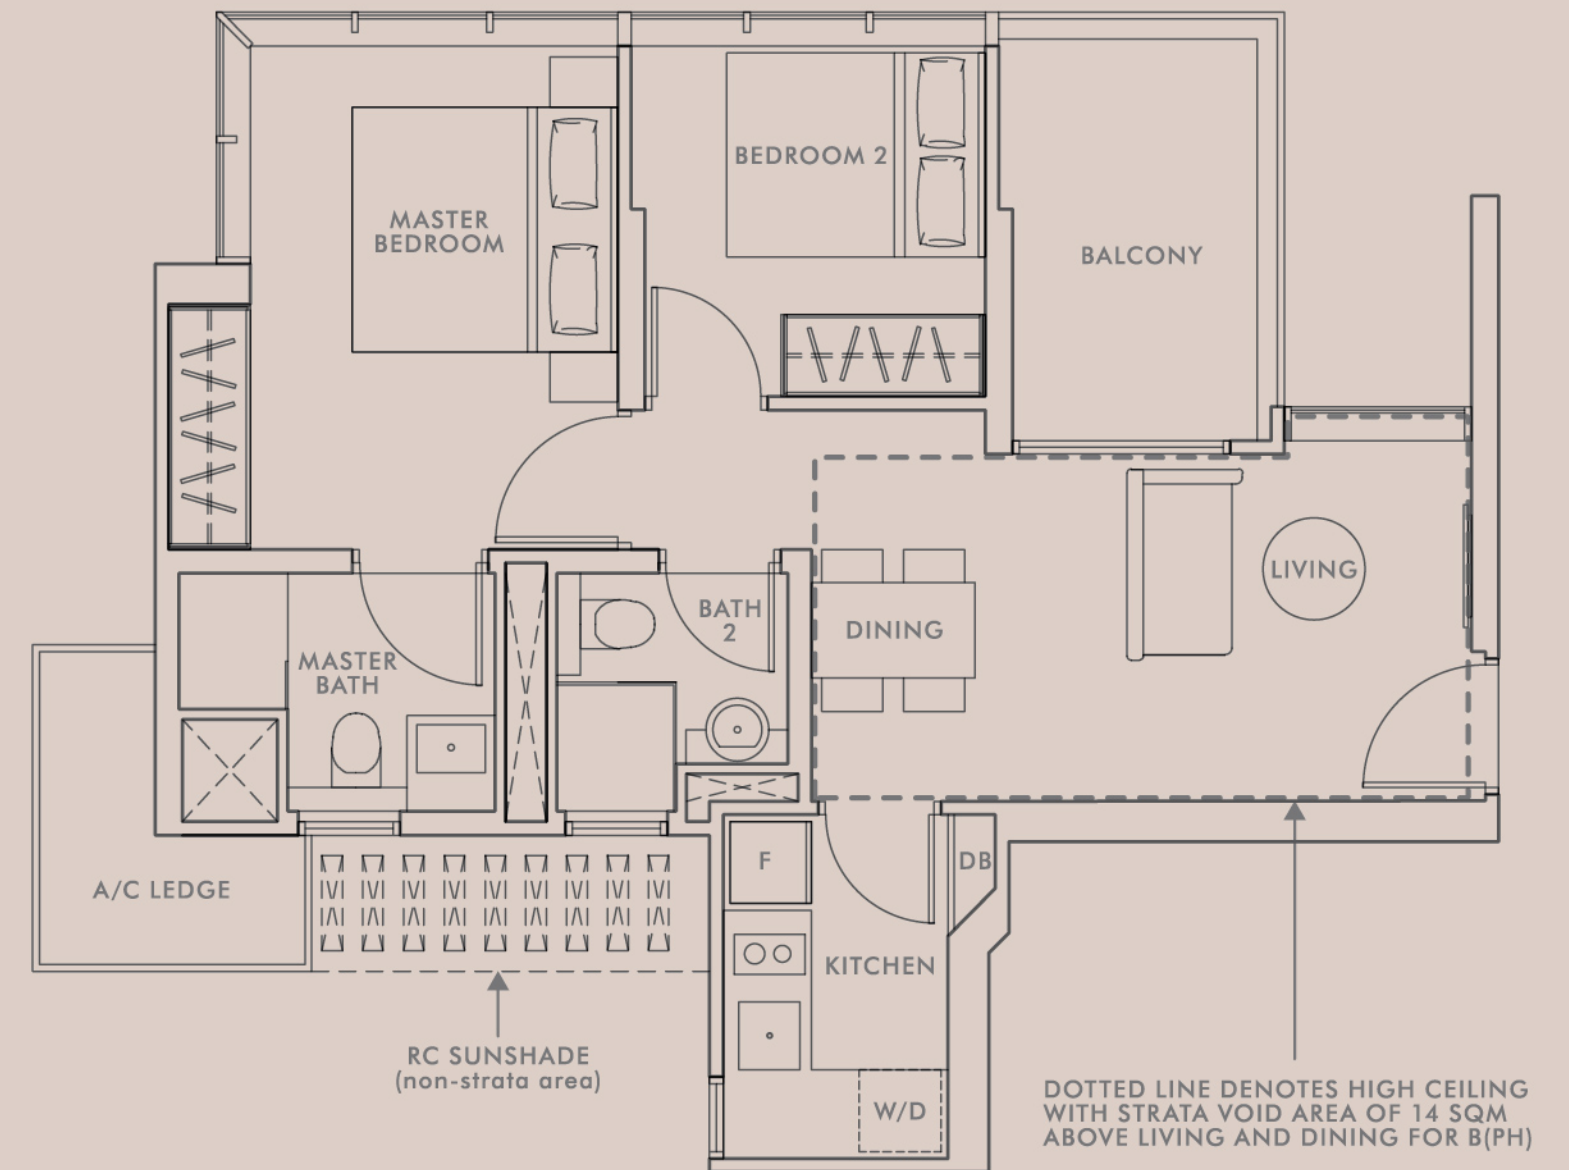 BEDROOM 2
MASTER
BEDROOM
BALCONY
LIVING
BATH
2
DINING
MASTER
BATH
F
DB
A/C LEDGE
KITCHEN
RC SUNSHADE
(non-strata area)
W/D
DOTTED LINE DENOTES HIGH CEILING
WITH STRATA VOID AREA OF 14 SQM
ABOVE LIVING AND DINING FOR B(PH)